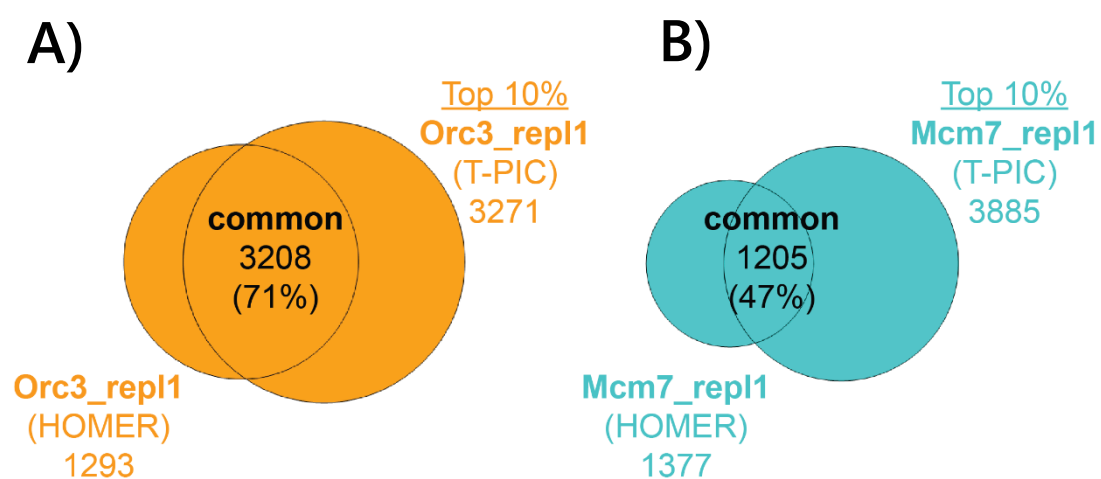 A)
Top 10%
Orc3_repl1
(T-PIC)
3271
common
3208
(71%)
Orc3_repl1
(HOMER)
1293
B)
Top 10%
Mcm7_repl1
(T-PIC)
3885
common
1205
(47%)
Mcm7_repl1
(HOMER)
1377